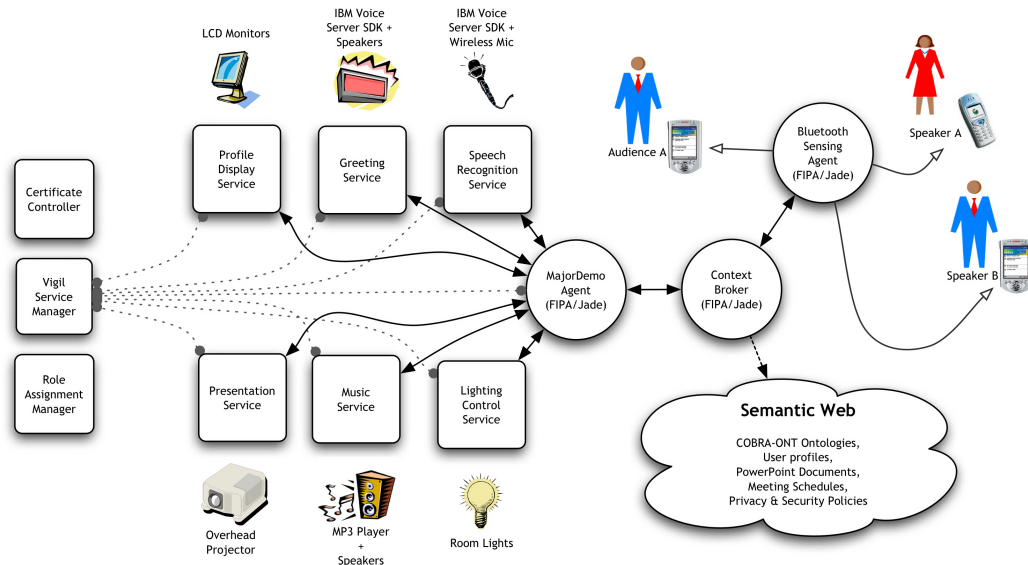 IBM Voice
Server SDK +
Speakers
IBM Voice
Server SDK +
Wireless Mic
LCD Monitors
Profile
Display
Service
Greeting
Service
Speech
Recognition
Service
Audience A
Bluetooth
Sensing
Agent
(FIPA/Jade)
Speaker A
Speaker B
Certificate
Controller
Vigil
Service
Manager
Role
Assignment
Manager
MajorDemo
Agent
(FIPA/Jade)
Context
Broker
(FIPA/Jade)
Presentation
Service
Music
Service
Lighting
Control
Service
Semantic Web
COBRA-ONT Ontologies,
User profiles,
PowerPoint Documents,
Meeting Schedules,
Privacy & Security Policies
Overhead
Projector
MP3 Player
+
Speakers
Room Lights